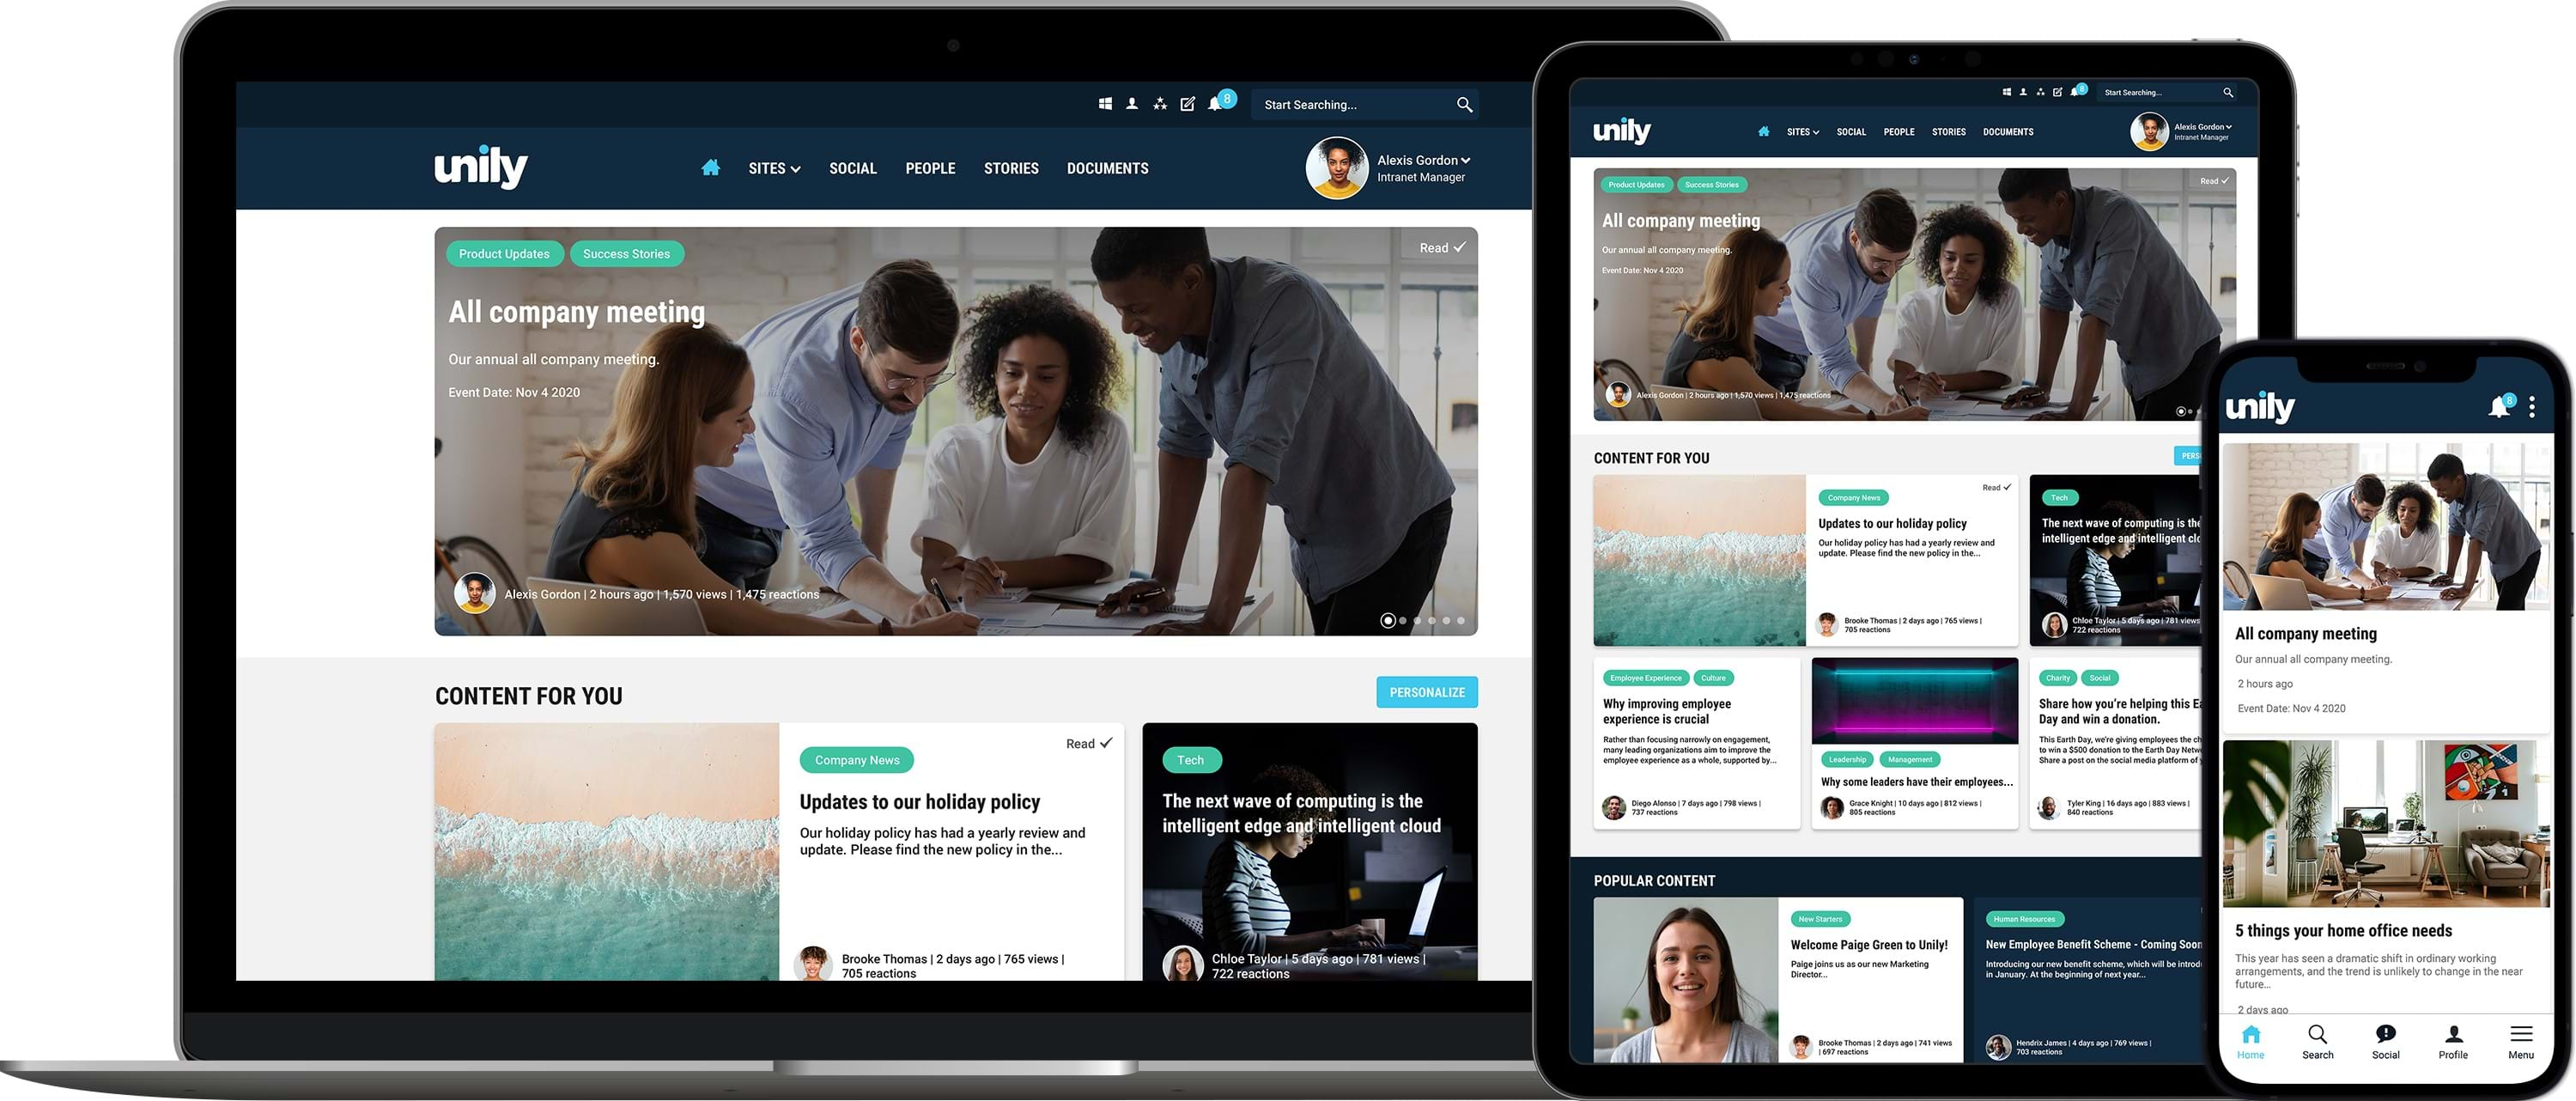 8
Start Searching...
unily
SITES
SOCIAL
PEOPLE
STORIES
DOCUMENTS
Alexis Gordon
Intranet Manager
Product Updates
Success Stories
Read
All company meeting
Our annual all company meeting.
Event Date: Nov 4 2020
Alexis Gordon | 2 hours ago | 1,570 views | 1,475 reactions
CONTENT FOR YOU
PERSONALIZE
Read
Company News
Updates to our holiday policy
Our holiday policy has had a yearly review and
update. Please find the new policy in the...
Brooke Thomas | 2 days ago | 765 views |
705 reactions
Tech
The next wave of computing is the
intelligent edge and intelligent cloud
Chloe Taylor | 5 days ago | 781 views |
722 reactions
8
Start Searching...
unily
SITES
SOCIAL
PEOPLE
STORIES
DOCUMENTS
Alexis Gordon
Intranet Manager
Product Updates
Success Stories
Read
All company meeting
Our annual all company meeting.
Event Date: Nov 4 2020
Alexis Gordon | 2 hours ago | 1,570 views | 1,475 reactions
CONTENT FOR YOU
PERS
Read
Company News
Updates to our holiday policy
Our holiday policy has had a yearly review and
update. Please find the new policy in the...
Brooke Thomas | 2 days ago | 765 views |
705 reactions
Tech
The next wave of computing is the
intelligent edge and intelligent clo
Chloe Taylor | 5 days ago | 781 views
722 reactions
Employee Experience
Culture
Why improving employee
experience is crucial
Rather than focusing narrowly on engagement,
many leading organizations aim to improve the
employee experience as a whole, supported by...
Diego Alonso | 7 days ago | 798 views |
737 reactions
Leadership
Management
Why some leaders have their employees...
Grace Knight | 10 days ago | 812 views |
805 reactions
Charity
Social
Share how you're helping this Ea
Day and win a donation.
This Earth Day, we're giving employees the ch
to win a $500 donation to the Earth Day Netw
Share a post on the social media platform of
Tyler King | 16 days ago | 883 views |
840 reactions
POPULAR CONTENT
New Starters
Welcome Paige Green to Unily!
Paige joins us as our new Marketing
Director...
Brooke Thomas | 2 days ago | 741 views
| 697 reactions
Human Resources
New Employee Benefit Scheme - Coming Soon
Introducing our new benefit scheme, which will be introd
in January. At the beginning of next year...
Hendrix James | 4 days ago | 769 views |
703 reactions
unily
8
All company meeting
Our annual all company meeting.
2 hours ago
Event Date: Nov 4 2020
5 things your home office needs
This year has seen a dramatic shift in ordinary working
arrangements, and the trend is unlikely to change in the near
future...
2 days ago
Home
Search
Social
Profile
Menu